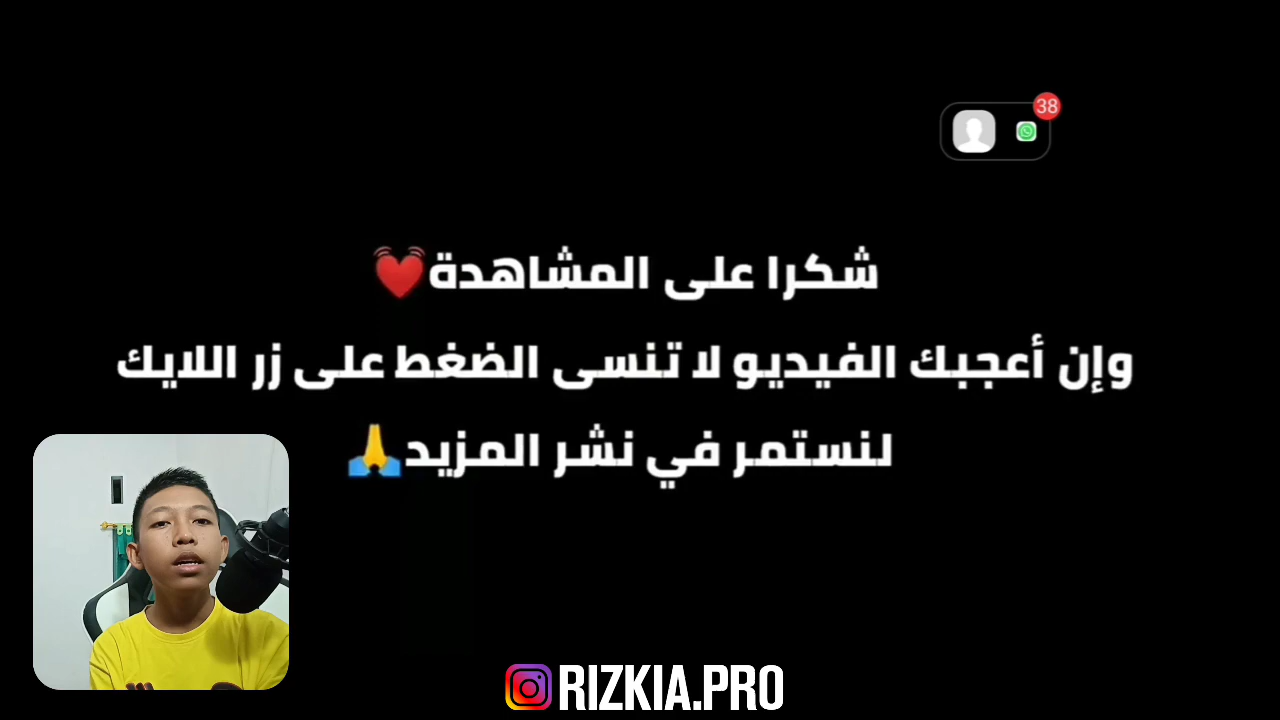 38
شكرا على المشاهدة💓
وإن أعجبك الفيديو لا تنسى الضغط على زر اللايك
لنستمر في نشر المزيد🙏
RIZKIA.PRO